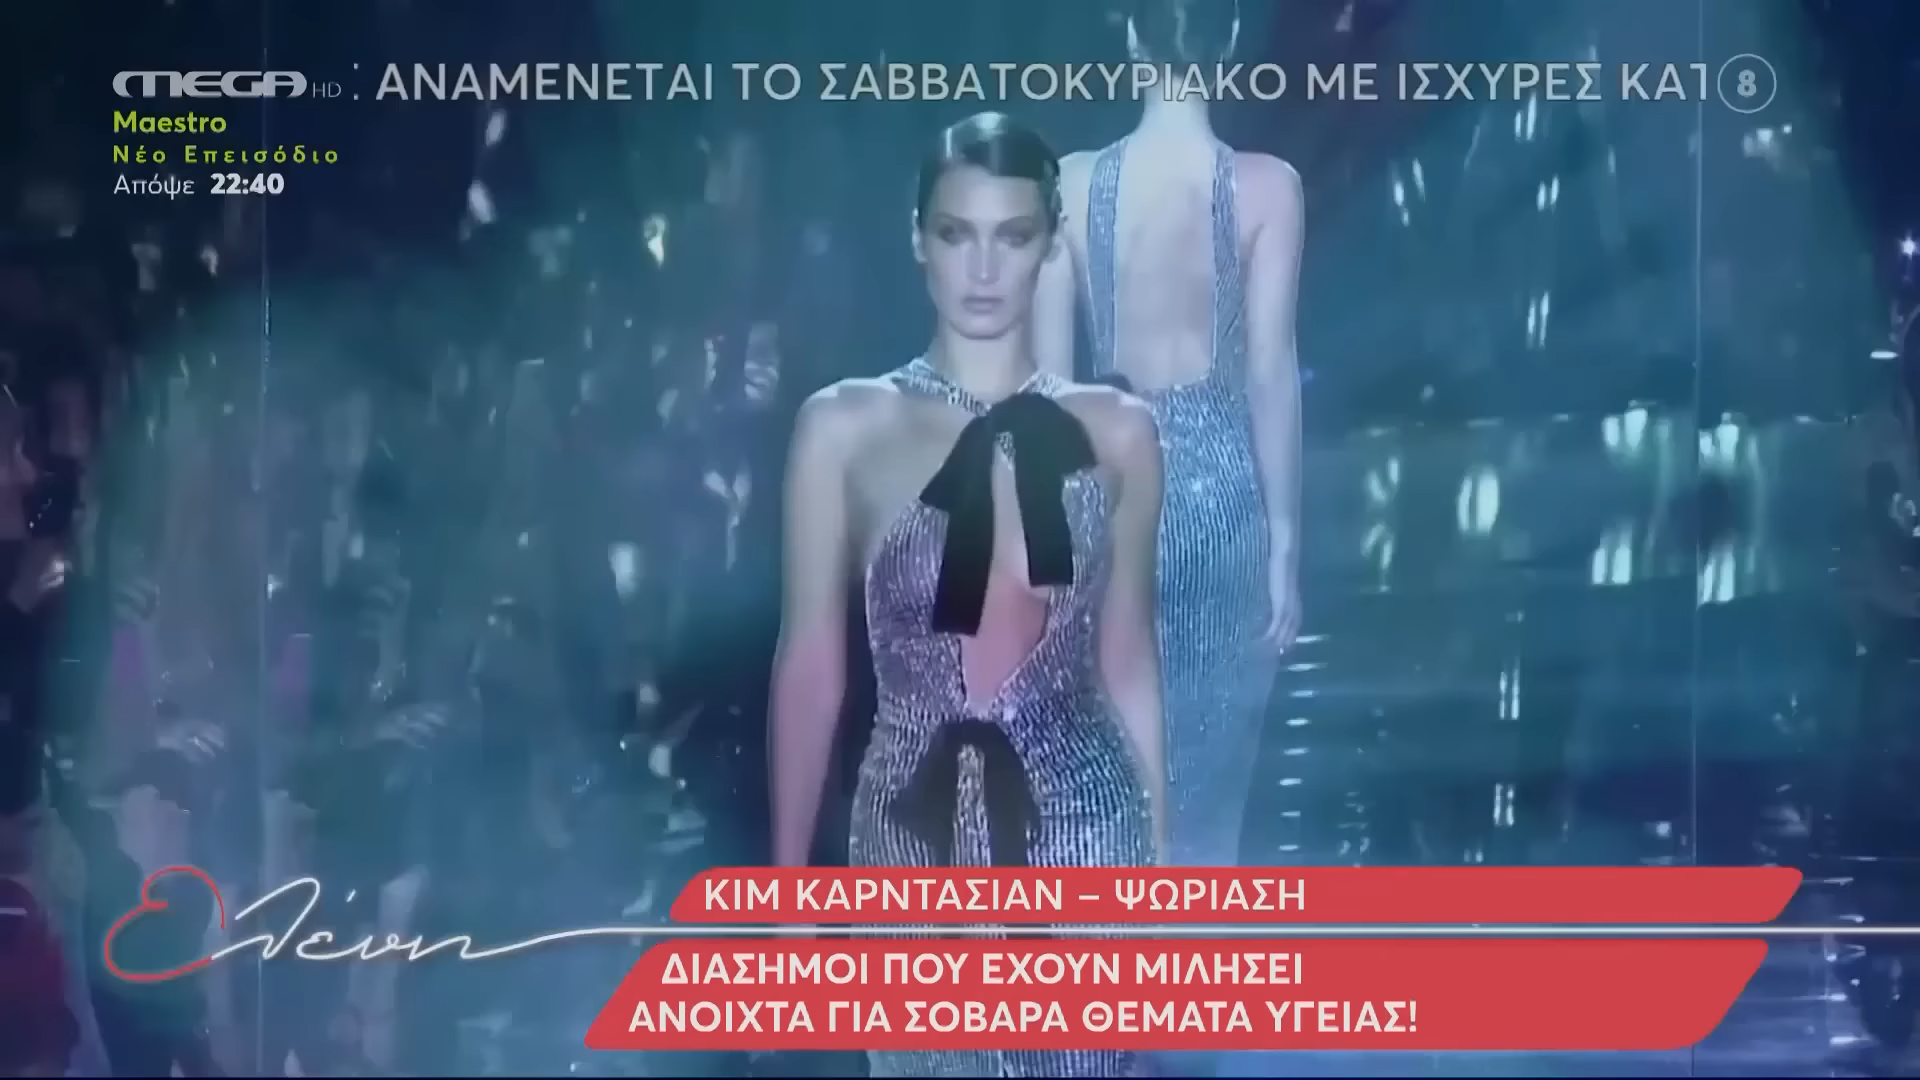 MEGA HD
: ΑΝΑΜΕΝΕΤΑΙ ΤΟ ΣΑΒΒΑΤΟΚΥΡΙΑΚΟ ΜΕ ΙΣΧΥΡΕΣ ΚΑΤ
8
Maestro
Νέο Επεισόδιο
Απόψε 22:40
Ελένη
ΚΙΜ ΚΑΡΝΤΑΣΙΑΝ – ΨΩΡΙΑΣΗ
ΔΙΑΣΗΜΟΙ ΠΟΥ ΕΧΟΥΝ ΜΙΛΗΣΕΙ
ΑΝΟΙΧΤΑ ΓΙΑ ΣΟΒΑΡΑ ΘΕΜΑΤΑ ΥΓΕΙΑΣ!